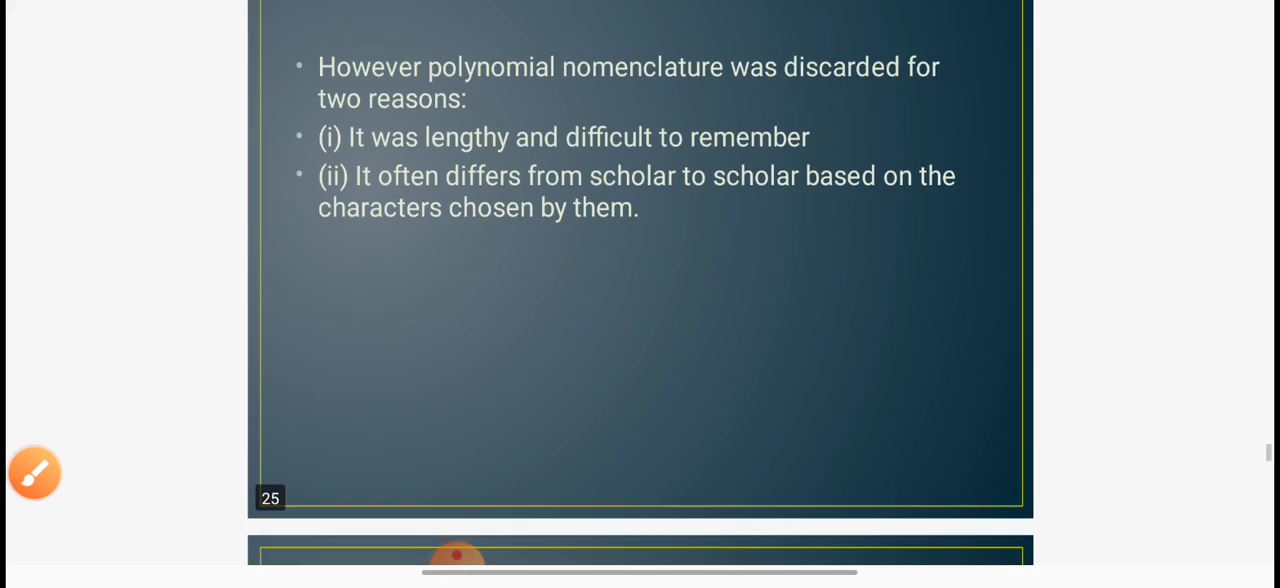 • However polynomial nomenclature was discarded for
two reasons:
• (i) It was lengthy and difficult to remember
• (ii) It often differs from scholar to scholar based on the
characters chosen by them.
25